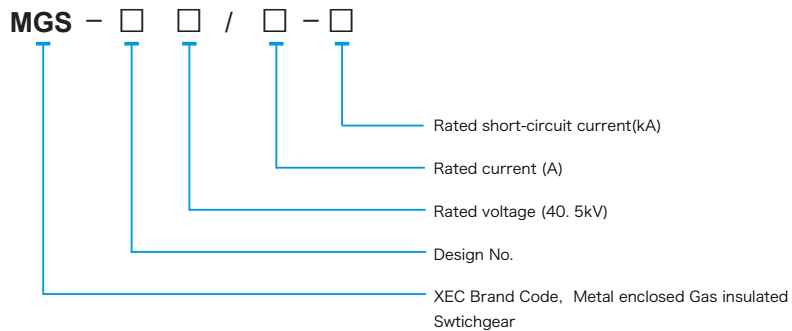 MGS - □ □ / □ - □
Rated short-circuit current(kA)
Rated current (A)
Rated voltage (40. 5kV)
Design No.
XEC Brand Code, Metal enclosed Gas insulated
Swtichgear